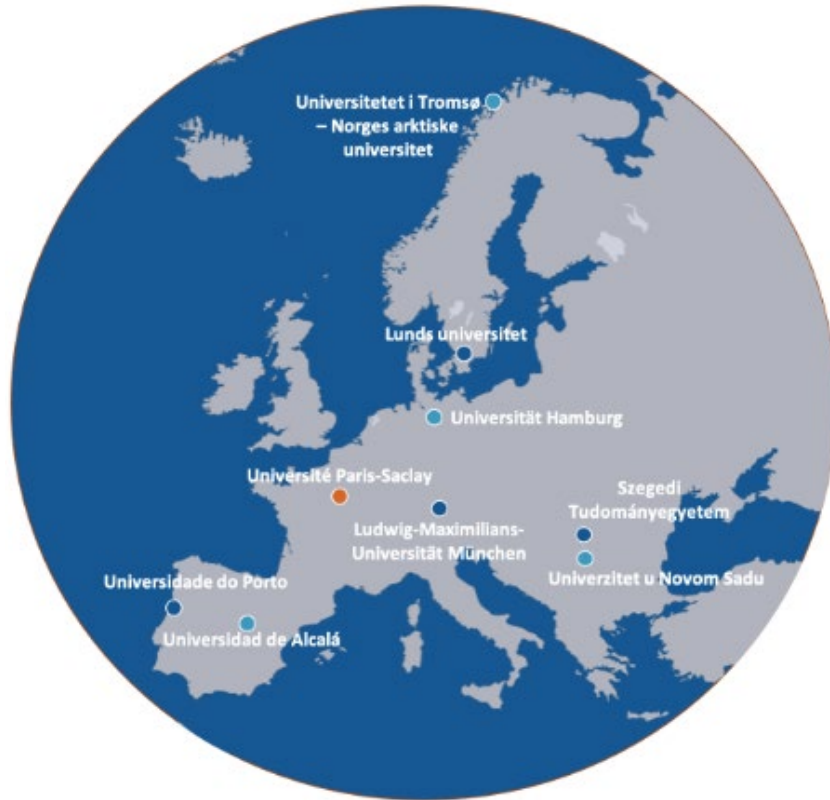 Universitetet i Tromsø
– Norges arktiske
universitet
Lunds universitet
Universität Hamburg
Université Paris-Saclay
Szegedi
Tudományegyetem
Ludwig-Maximilians-
Universität München
Univerzitet u Novom Sadu
Universidade do Porto
Universidad de Alcalá